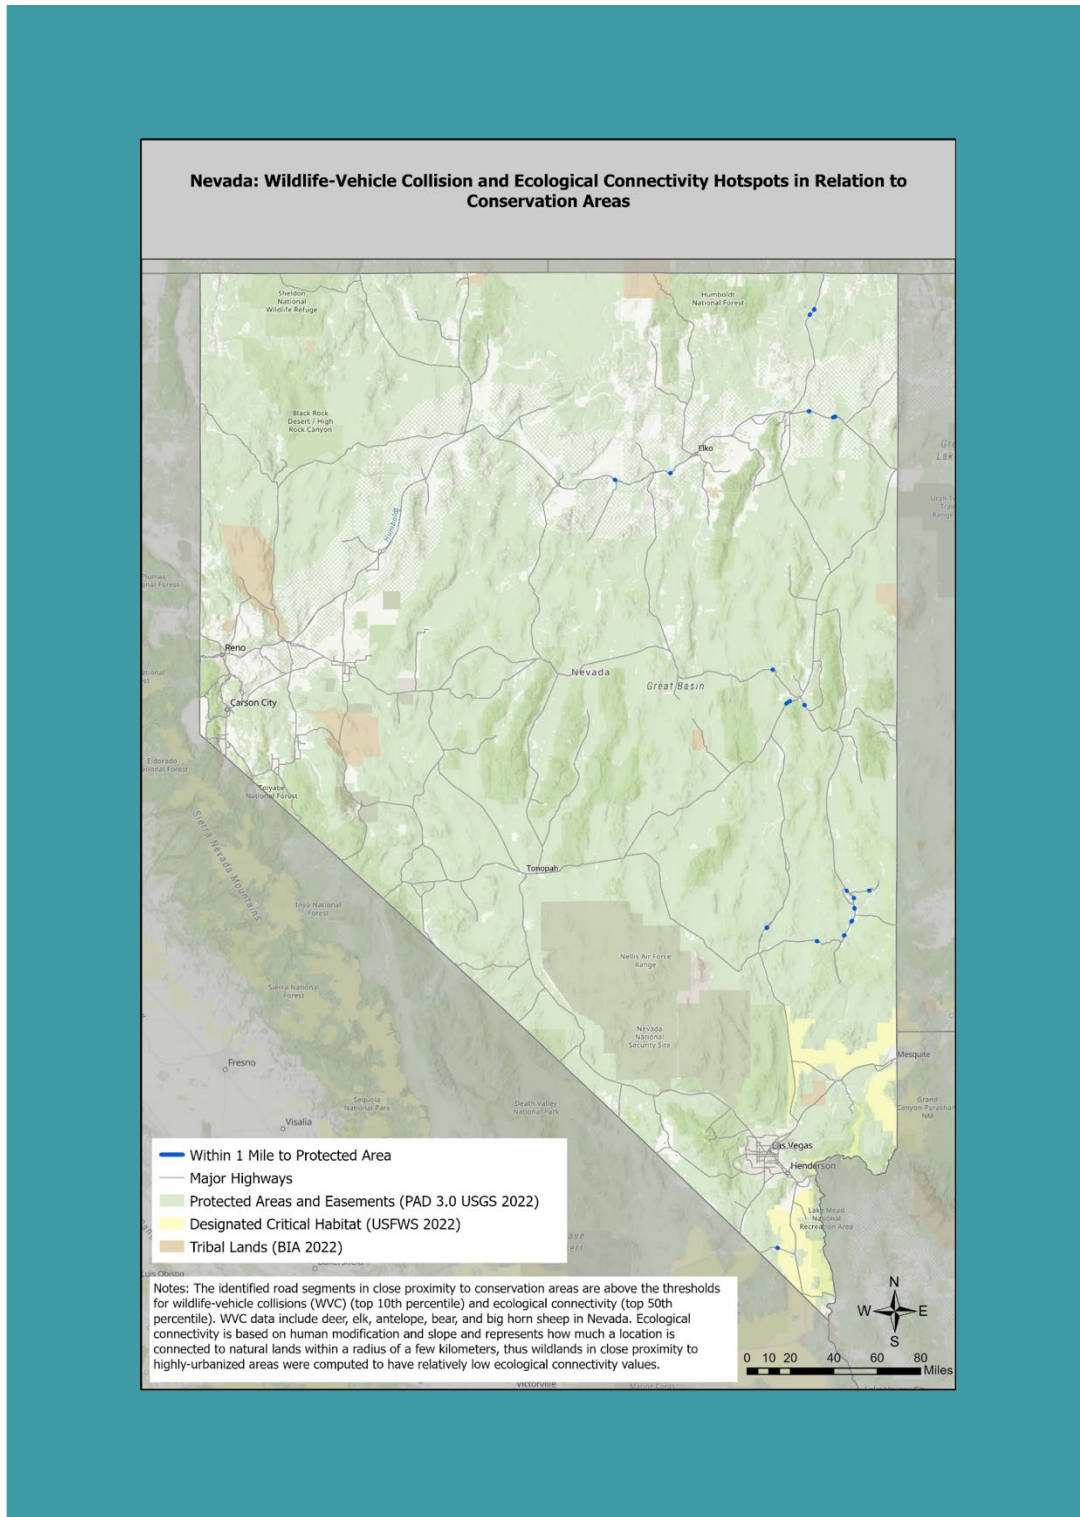 Nevada: Wildlife-Vehicle Collision and Ecological Connectivity Hotspots in Relation to
Conservation Areas
Sheldon
National
Wildlife Refuge
Humboldt
National Forest
Black Rock
Desert / High
Rock Canyon
Elko
Humboldt
Reno
Nevada
Great Basin
Carson City
Toiyabe
National Forest
Sierra Nevada Mountains
Tonopah
Inyo National
Forest
Nellis Air Force
Range
Sierra National
Forest
Nevada
National
Security Site
Mesquite
Fresno
Sequoia
National Park
Death Valley
National Park
Grand
Visalia
Las Vegas
Henderson
Lake Mead
National
Recreation Area
Within 1 Mile to Protected Area
Major Highways
Protected Areas and Easements (PAD 3.0 USGS 2022)
Designated Critical Habitat (USFWS 2022)
Tribal Lands (BIA 2022)
Notes: The identified road segments in close proximity to conservation areas are above the thresholds
for wildlife-vehicle collisions (WVC) (top 10th percentile) and ecological connectivity (top 50th
percentile). WVC data include deer, elk, antelope, bear, and big horn sheep in Nevada. Ecological
connectivity is based on human modification and slope and represents how much a location is
connected to natural lands within a radius of a few kilometers, thus wildlands in close proximity to
highly-urbanized areas were computed to have relatively low ecological connectivity values.
N
W E
S
0 10 20 40 60 80
Miles
Victorville